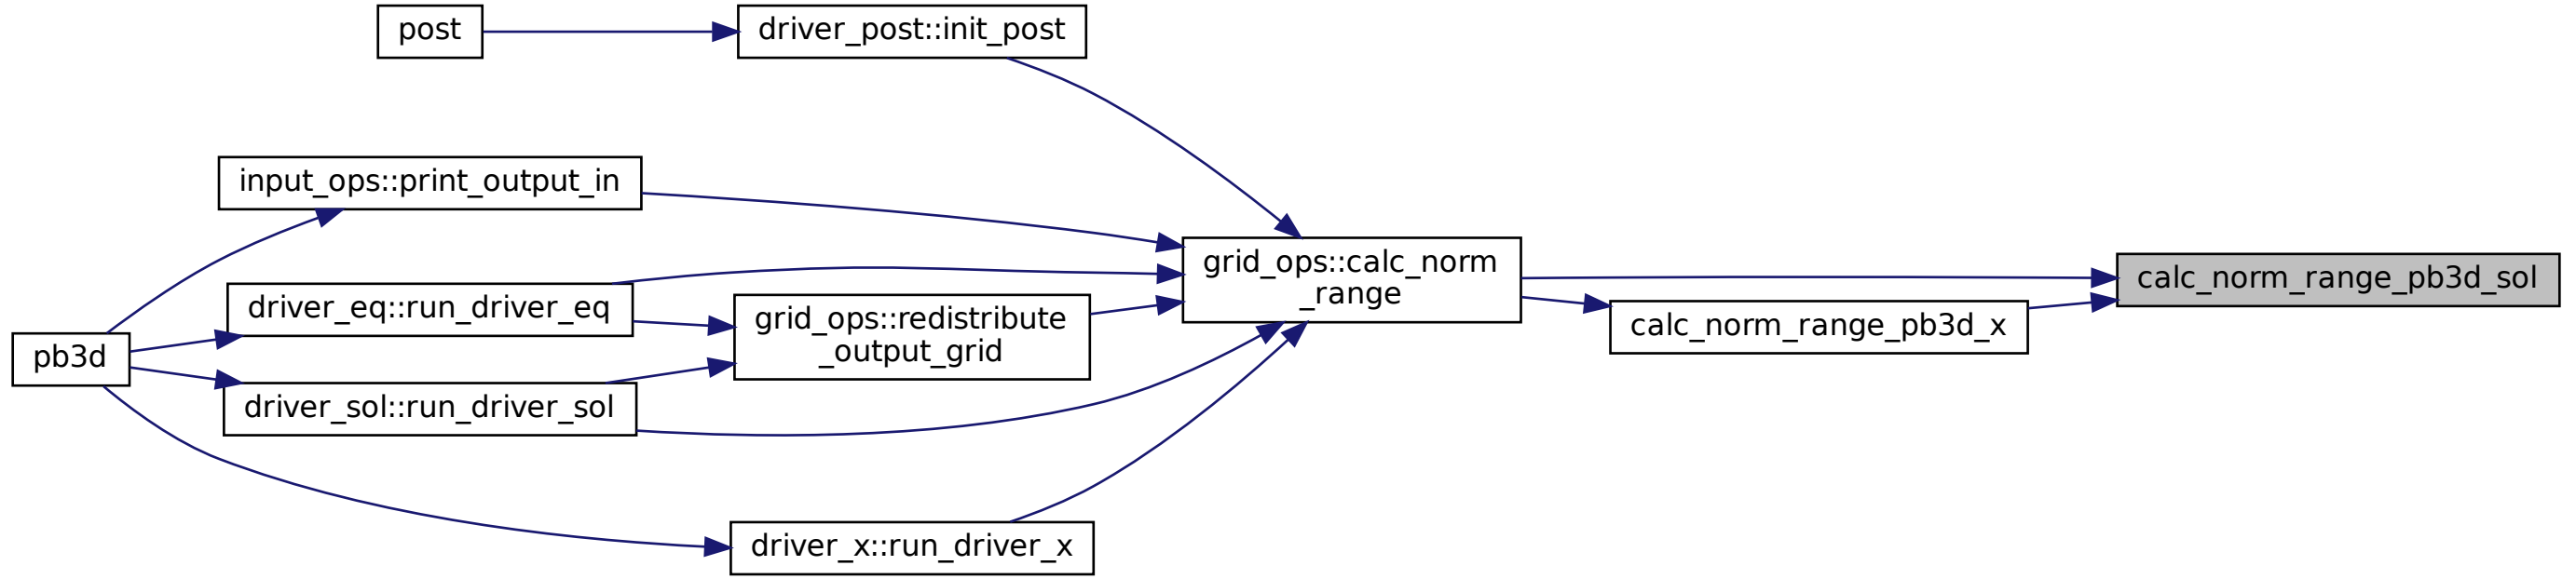 post
driver_post::init_post
input_ops::print_output_in
grid_ops::calc_norm
_range
calc_norm_range_pb3d_sol
driver_eq::run_driver_eq
grid_ops::redistribute
_output_grid
calc_norm_range_pb3d_x
pb3d
driver_sol::run_driver_sol
driver_x::run_driver_x